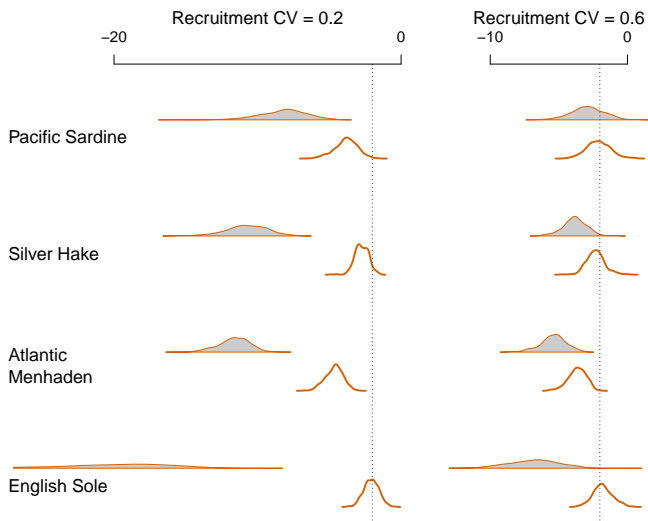 Recruitment CV = 0.2
Recruitment CV = 0.6
-20
0
-10
0
Pacific Sardine
Silver Hake
Atlantic
Menhaden
English Sole